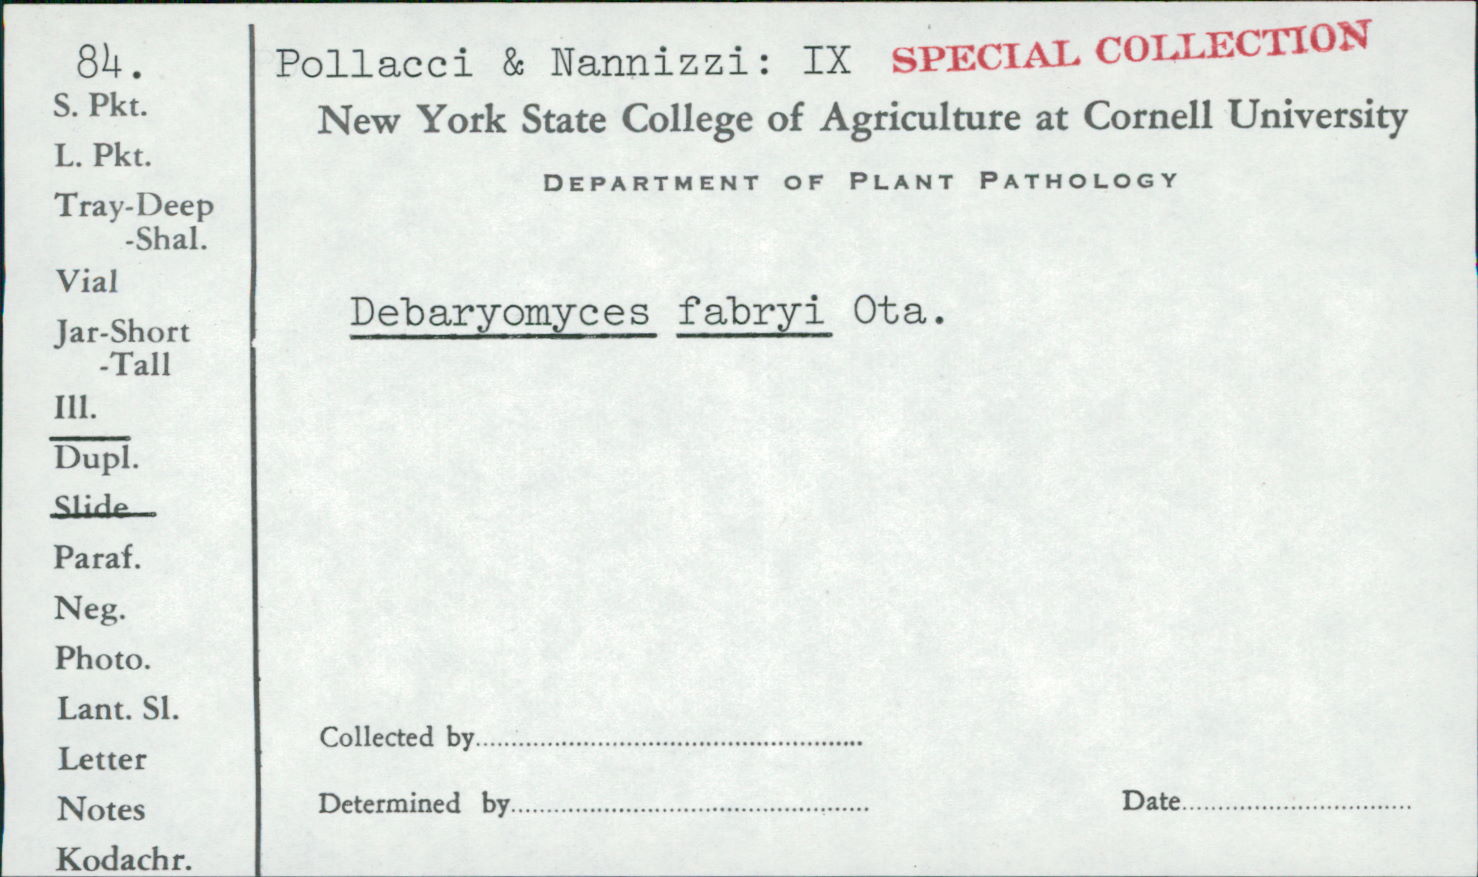 84.
S. Pkt.
L. Pkt.
Tray-Deep
-Shal.
Vial
Jar-Short
-Tall
Ill.
Dupl.
Slide
Paraf.
Neg.
Photo.
Lant. Sl.
Letter
Notes
Kodachr.
Pollacci & Nannizzi: IX SPECIAL COLLECTION
New York State College of Agriculture at Cornell University
DEPARTMENT OF PLANT PATHOLOGY
Debaryomyces fabryi Ota.
Collected by
Determined by
Date